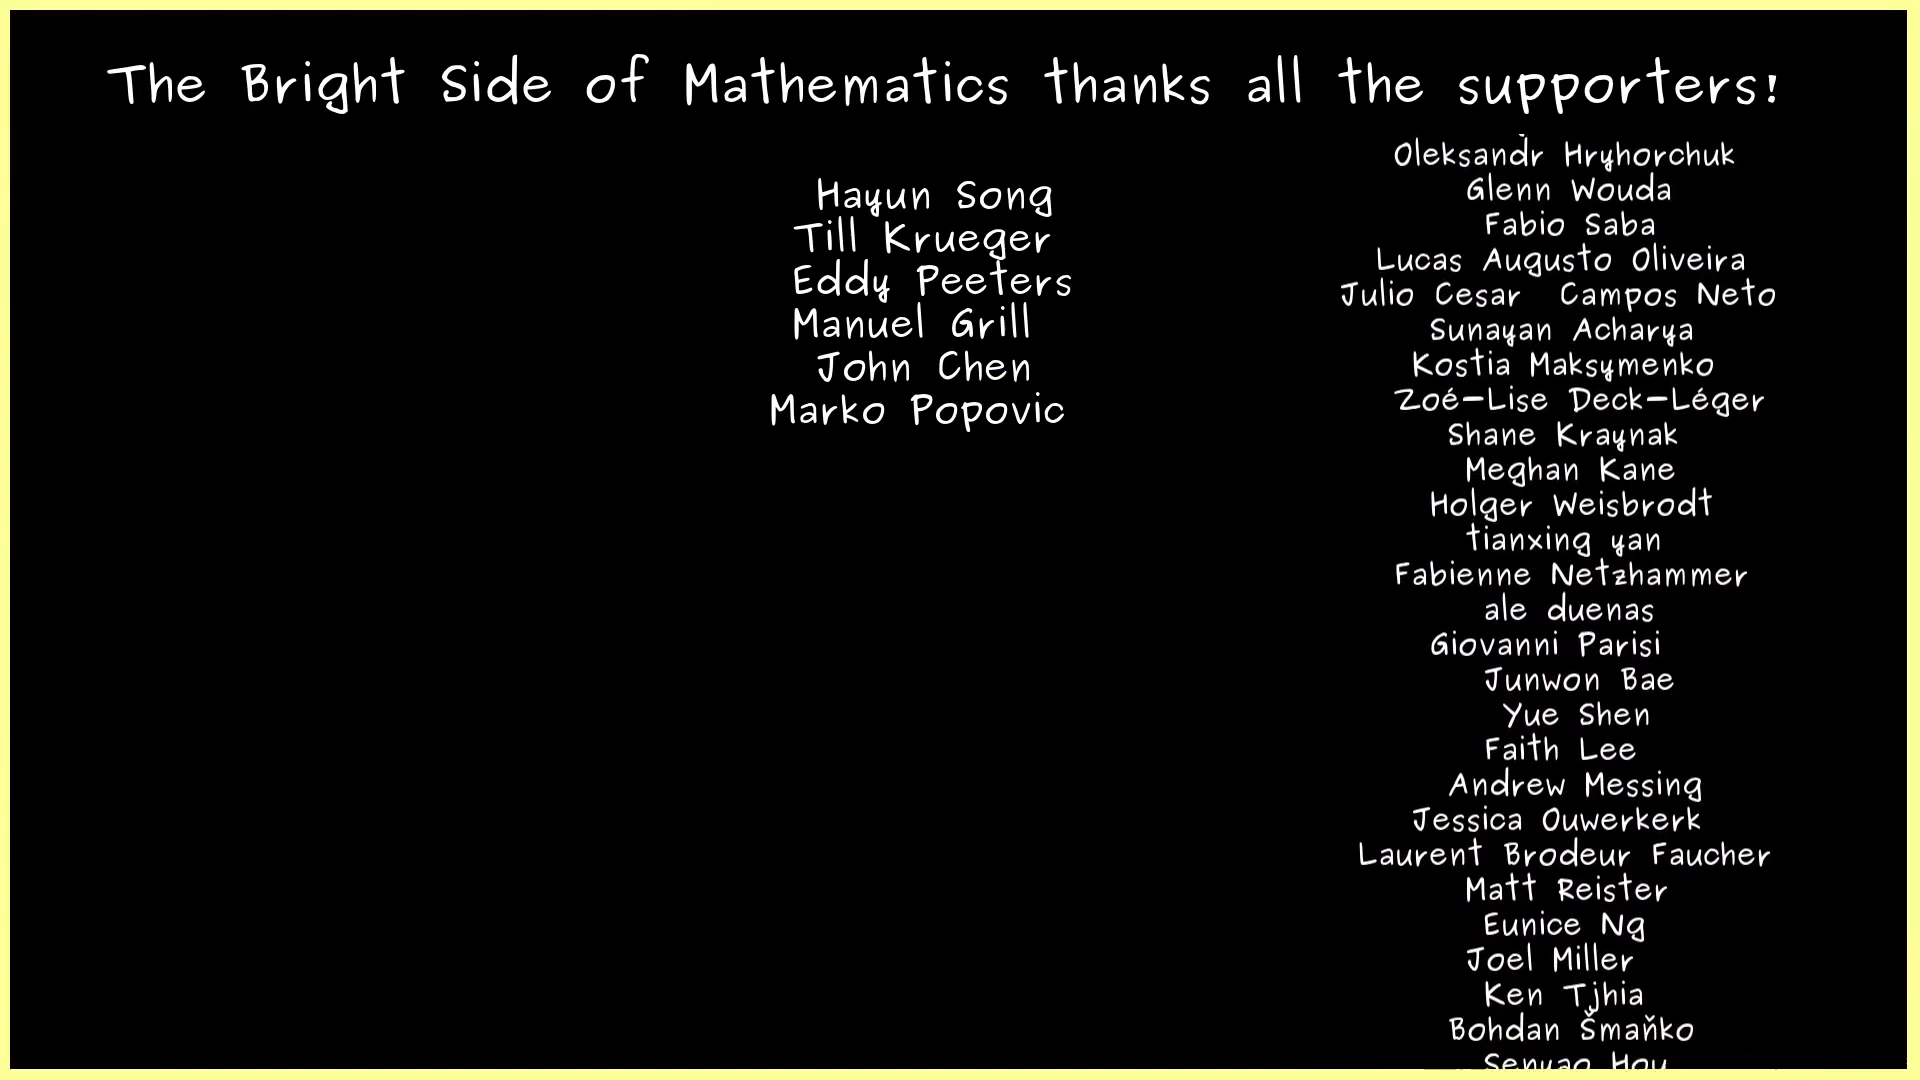 The Bright Side of Mathematics thanks all the supporters!
Hayun Song
Till Krueger
Eddy Peeters
Manuel Grill
John Chen
Marko Popovic
Oleksandr Hryhorchuk
Glenn Wouda
Fabio Saba
Lucas Augusto Oliveira
Julio Cesar Campos Neto
Sunayan Acharya
Kostia Maksymenko
Zoé-Lise Deck-Léger
Shane Kraynak
Meghan Kane
Holger Weisbrodt
tianxing yan
Fabienne Netzhammer
ale duenas
Giovanni Parisi
Junwon Bae
Yue Shen
Faith Lee
Andrew Messing
Jessica Ouwerkerk
Laurent Brodeur Faucher
Matt Reister
Eunice Ng
Joel Miller
Ken Tjhia
Bohdan Šmaňko
Senyao Hou